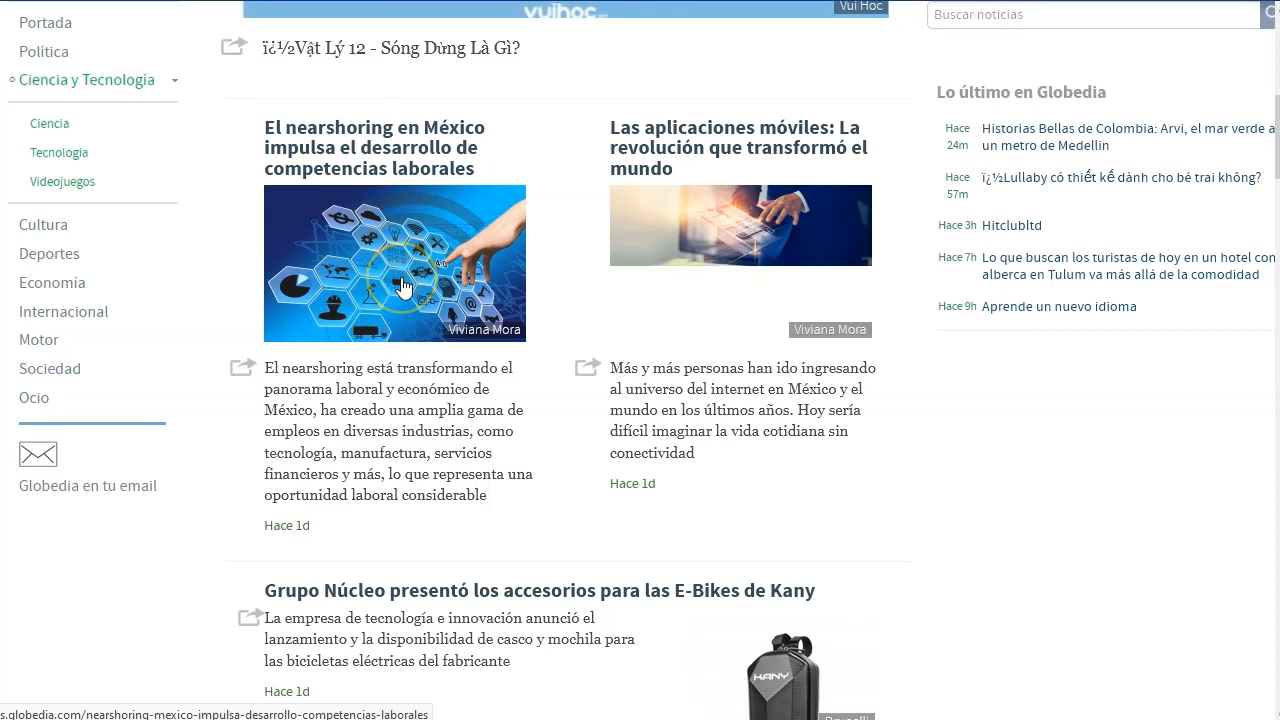 Portada
Política
Ciencia y Tecnología
Ciencia
Tecnología
Videojuegos
Cultura
Deportes
Economía
Internacional
Motor
Sociedad
Ocio
Globedia en tu email
vuihoc.vn
Vui Hoc
ï¿½Vật Lý 12 - Sóng Dừng Là Gì?
El nearshoring en México
impulsa el desarrollo de
competencias laborales
Viviana Mora
El nearshoring está transformando el
panorama laboral y económico de
México, ha creado una amplia gama de
empleos en diversas industrias, como
tecnología, manufactura, servicios
financieros y más, lo que representa una
oportunidad laboral considerable
Hace 1d
Las aplicaciones móviles: La
revolución que transformó el
mundo
Viviana Mora
Más y más personas han ido ingresando
al universo del internet en México y el
mundo en los últimos años. Hoy sería
difícil imaginar la vida cotidiana sin
conectividad
Hace 1d
Grupo Núcleo presentó los accesorios para las E-Bikes de Kany
La empresa de tecnología e innovación anunció el
lanzamiento y la disponibilidad de casco y mochila para
las bicicletas eléctricas del fabricante
Hace 1d
KANY
Buscar noticias
Lo último en Globedia
Hace 24m
Historias Bellas de Colombia: Arvi, el mar verde a
un metro de Medellin
Hace 57m
ï¿½Lullaby có thiết kế dành cho bé trai không?
Hace 3h Hitclubltd
Hace 7h Lo que buscan los turistas de hoy en un hotel con
alberca en Tulum va más allá de la comodidad
Hace 9h Aprende un nuevo idioma
s.globedia.com/nearshoring-mexico-impulsa-desarrollo-competencias-laborales